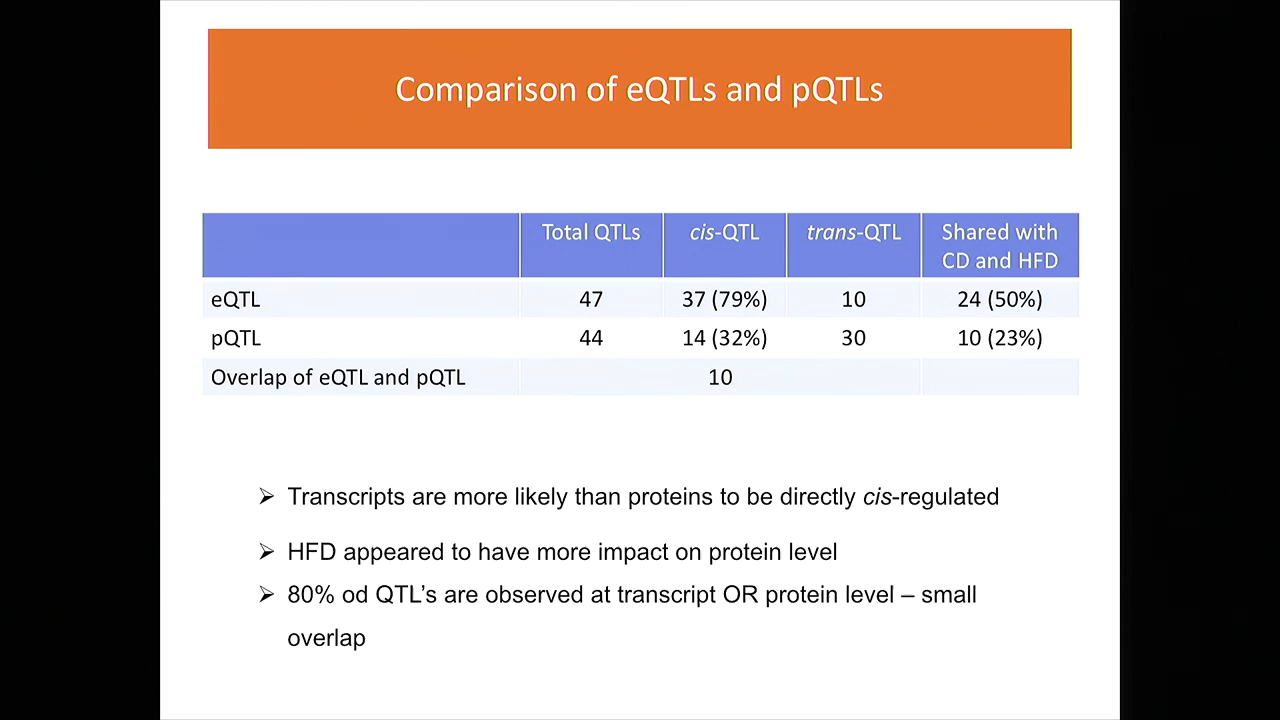 Comparison of eQTLs and pQTLs
Total QTLs cis-QTL trans-QTL Shared with
CD and HFD
eQTL 47 37 (79%) 10 24 (50%)
pQTL 44 14 (32%) 30 10 (23%)
Overlap of eQTL and pQTL 10
➢ Transcripts are more likely than proteins to be directly cis-regulated
➢ HFD appeared to have more impact on protein level
➢ 80% od QTL’s are observed at transcript OR protein level – small
overlap